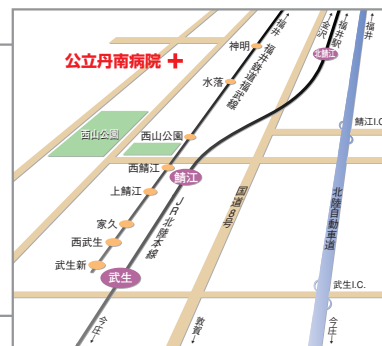 福井
金沢
福井駅
福井
神明
北鯖江
公立丹南病院
福井鉄道福武線
水落
鯖江I.C.
西山公園
西山公園
西鯖江
鯖江
上鯖江
国道8号
北陸自動車道
JR北陸本線
家久
西武生
武生新
武生
武生I.C.
今庄
敦賀
今庄